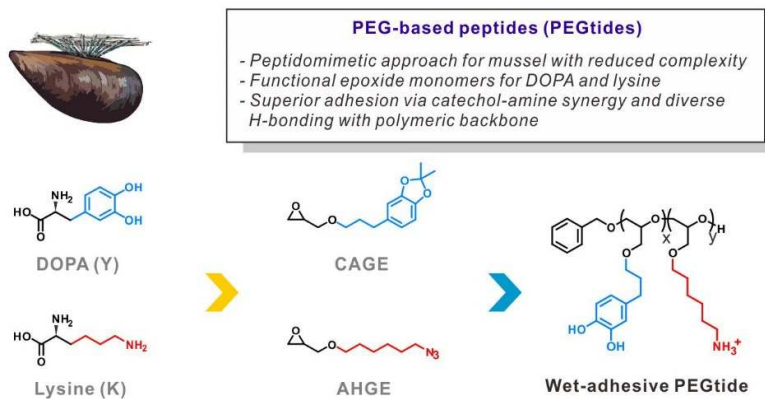 PEG-based peptides (PEGtides)
- Peptidomimetic approach for mussel with reduced complexity
- Functional epoxide monomers for DOPA and lysine
- Superior adhesion via catechol-amine synergy and diverse
H-bonding with polymeric backbone
NH2
OH
HO
OH
O
DOPA (Y)
O
O
O
O
CAGE
O
O
O
H
x
y
O
O
HO
OH
NH3+
Wet-adhesive PEGtide
NH2
HO
NH2
O
Lysine (K)
O
O
N3
AHGE